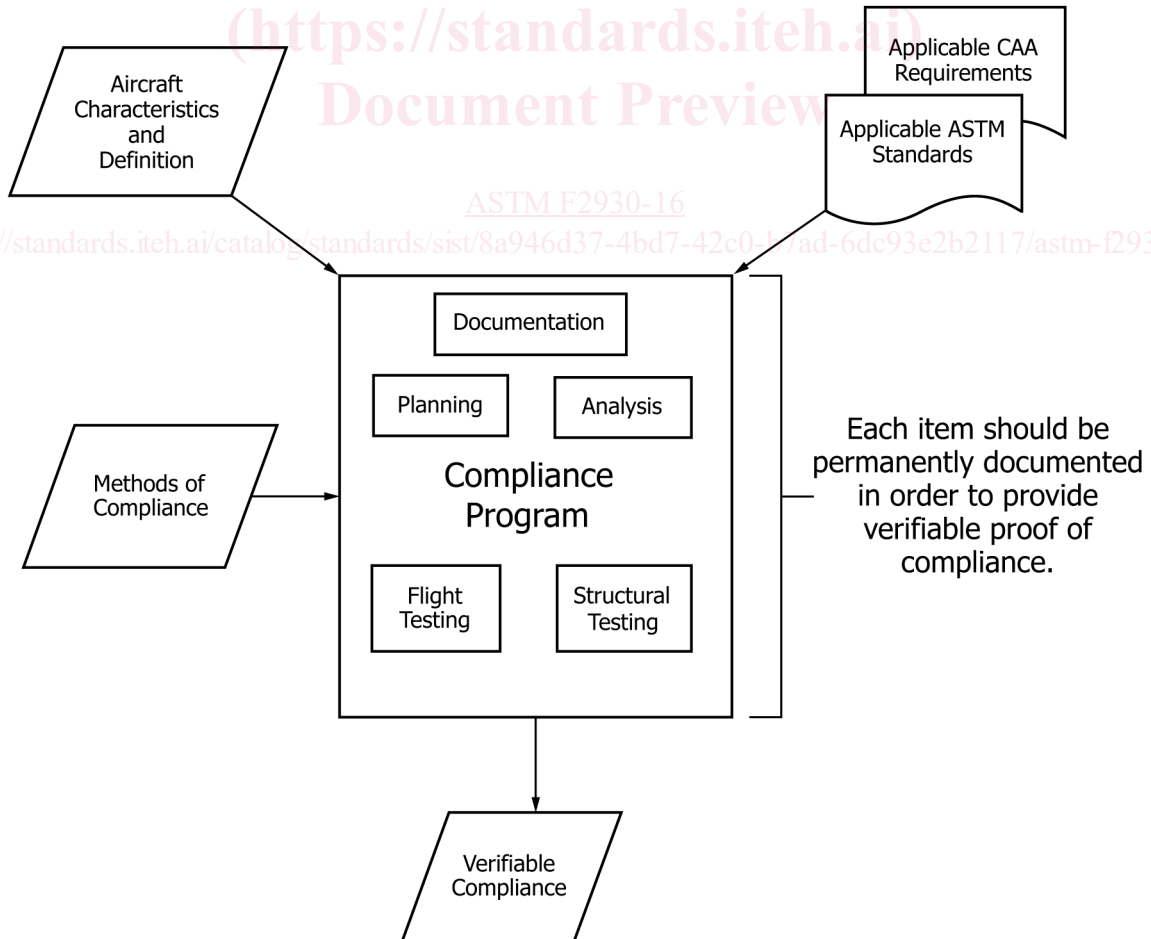 (https://standards.iteh.ai)
Document Preview
ASTM F2930-16
//standards.iteh.ai/catalog/standards/sist/8a946d37-4bd7-42c0-b7ad-6dc93e2b2117/astm-f293
Aircraft
Characteristics
and
Definition
Applicable CAA
Requirements
Applicable ASTM
Standards
Documentation
Planning
Analysis
Methods of
Compliance
Compliance
Program
Each item should be
permanently documented
in order to provide
verifiable proof of
compliance.
Flight
Testing
Structural
Testing
Verifiable
Compliance